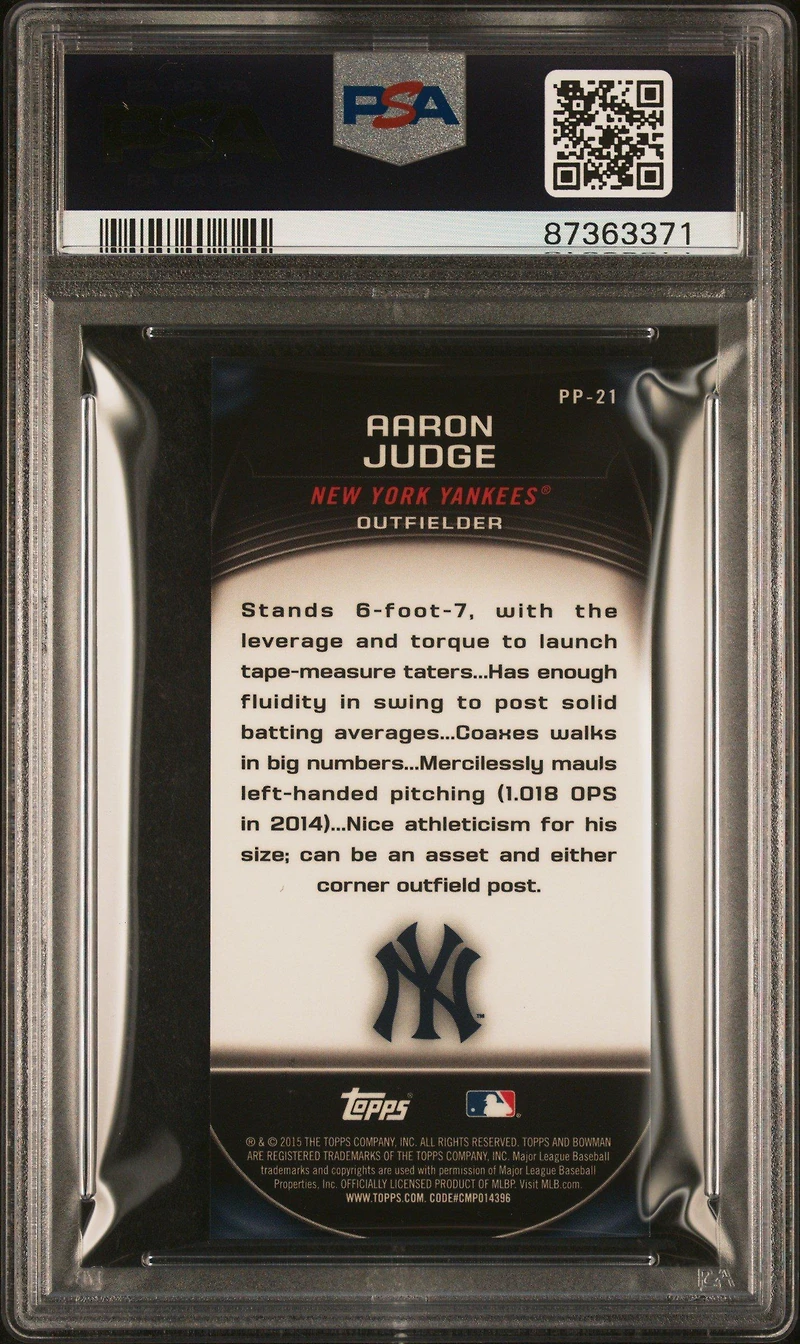 PSA
87363371
PP-21
AARON
JUDGE
NEW YORK YANKEES®
OUTFIELDER
Stands 6-foot-7, with the
leverage and torque to launch
tape-measure taters...Has enough
fluidity in swing to post solid
batting averages...Coaxes walks
in big numbers...Mercilessly mauls
left-handed pitching (1.018 OPS
in 2014)...Nice athleticism for his
size; can be an asset and either
corner outfield post.
NY™
topps®
® & © 2015 THE TOPPS COMPANY, INC. ALL RIGHTS RESERVED. TOPPS AND BOWMAN
ARE REGISTERED TRADEMARKS OF THE TOPPS COMPANY, INC. Major League Baseball
trademarks and copyrights are used with permission of Major League Baseball
Properties, Inc. OFFICIALLY LICENSED PRODUCT OF MLBP. Visit MLB.com.
WWW.TOPPS.COM. CODE#CMP014396